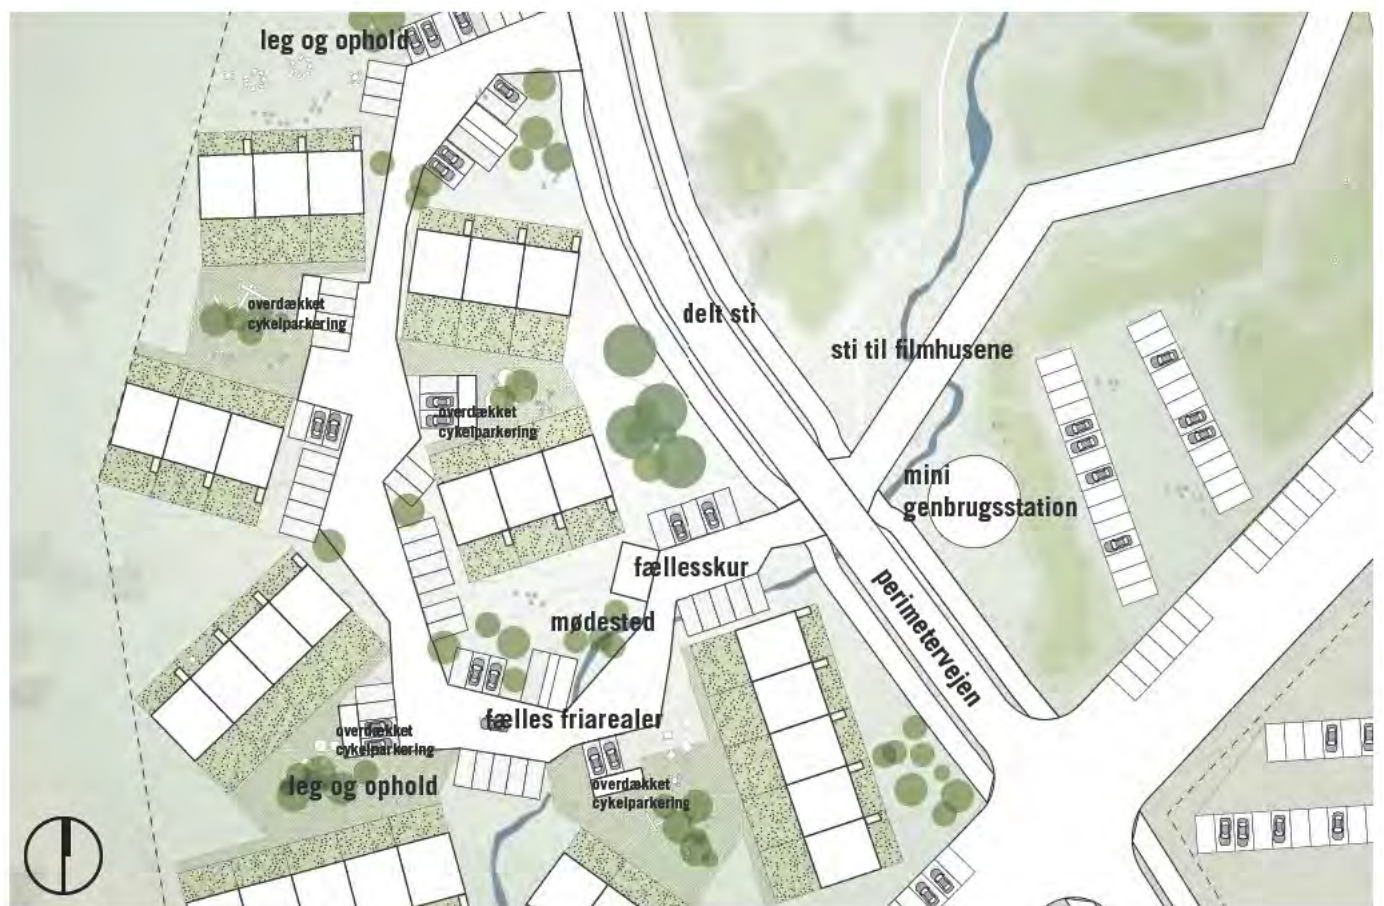 leg og ophold
overdækket
cykelparkering
delt sti
sti til filmhusene
overdækket
cykelparkering
mini
genbrugsstation
fællesskur
perimetervejen
mødested
fælles friarealer
overdækket
cykelparkering
leg og ophold
overdækket
cykelparkering